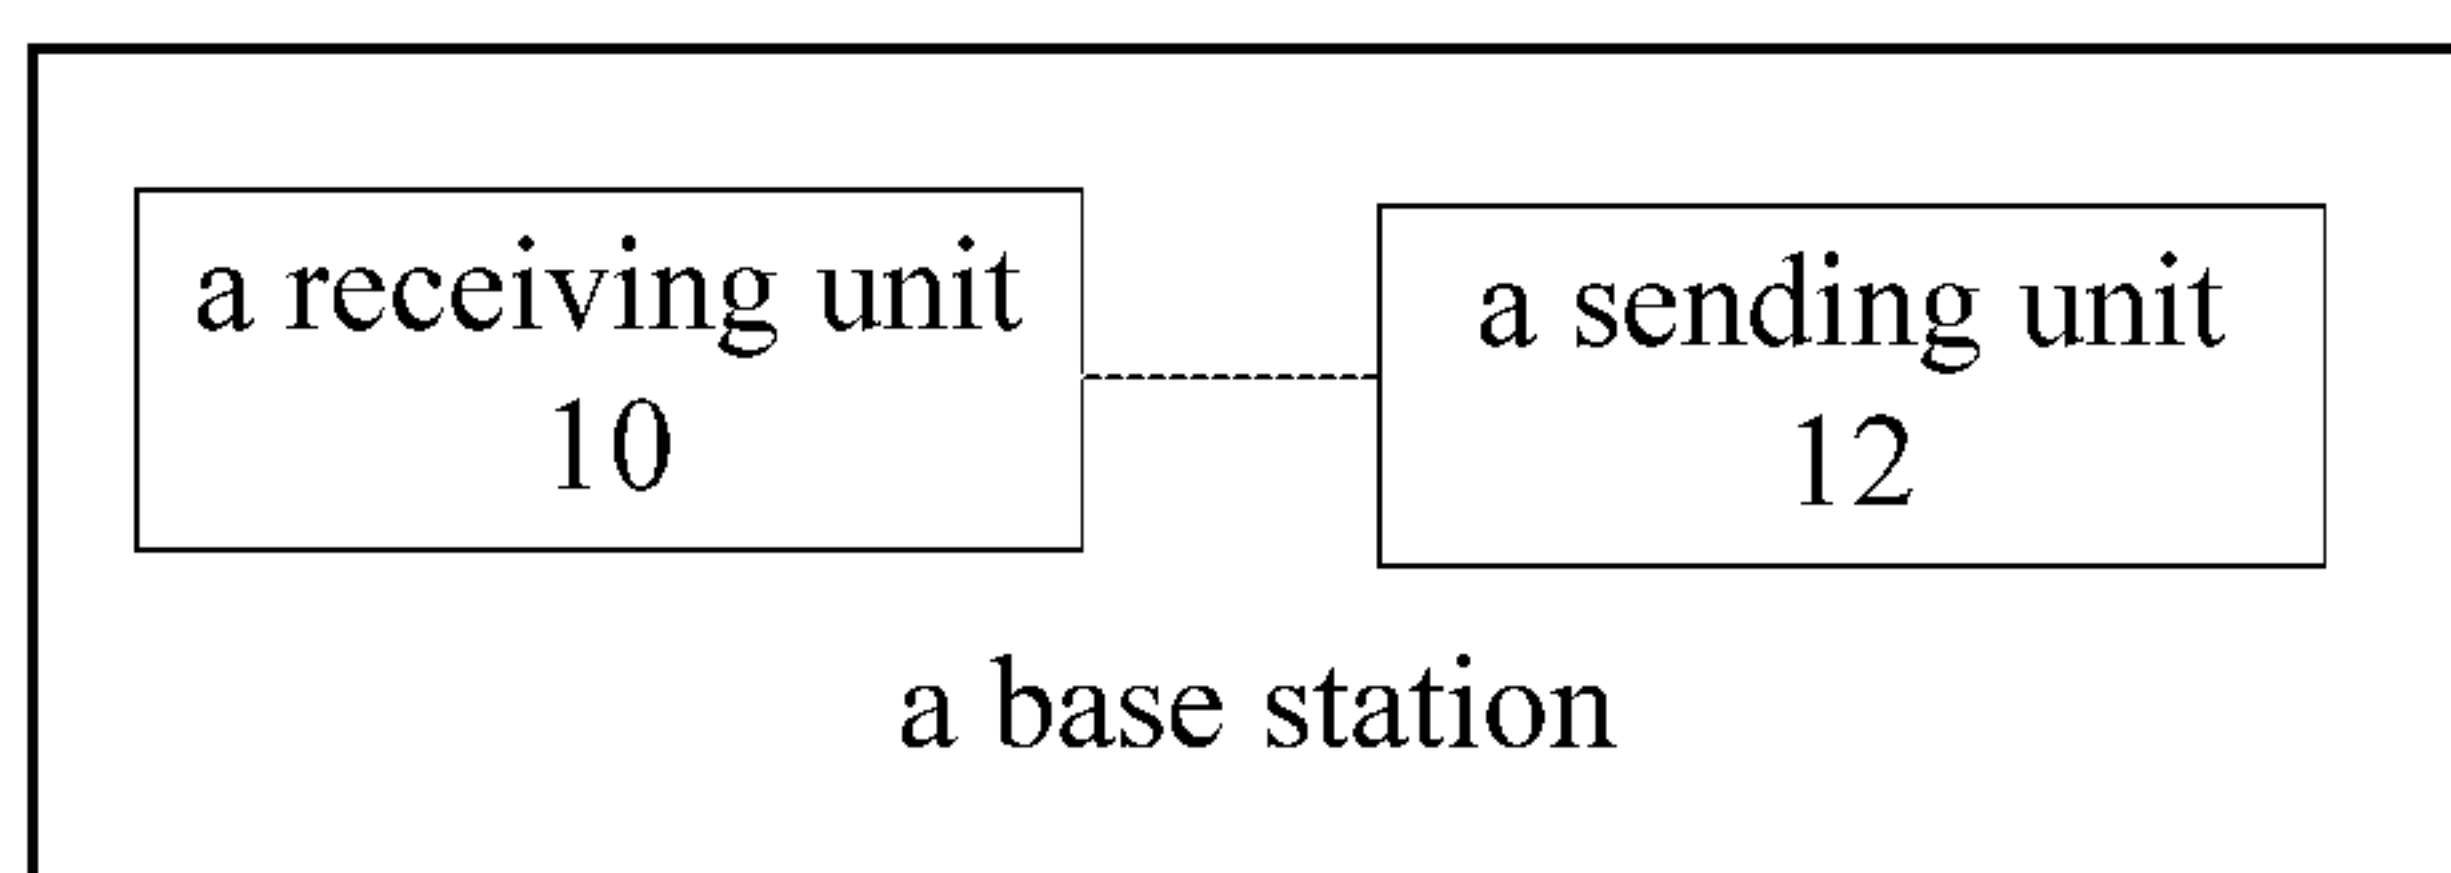 a receiving unit
10
a sending unit
12
a base station